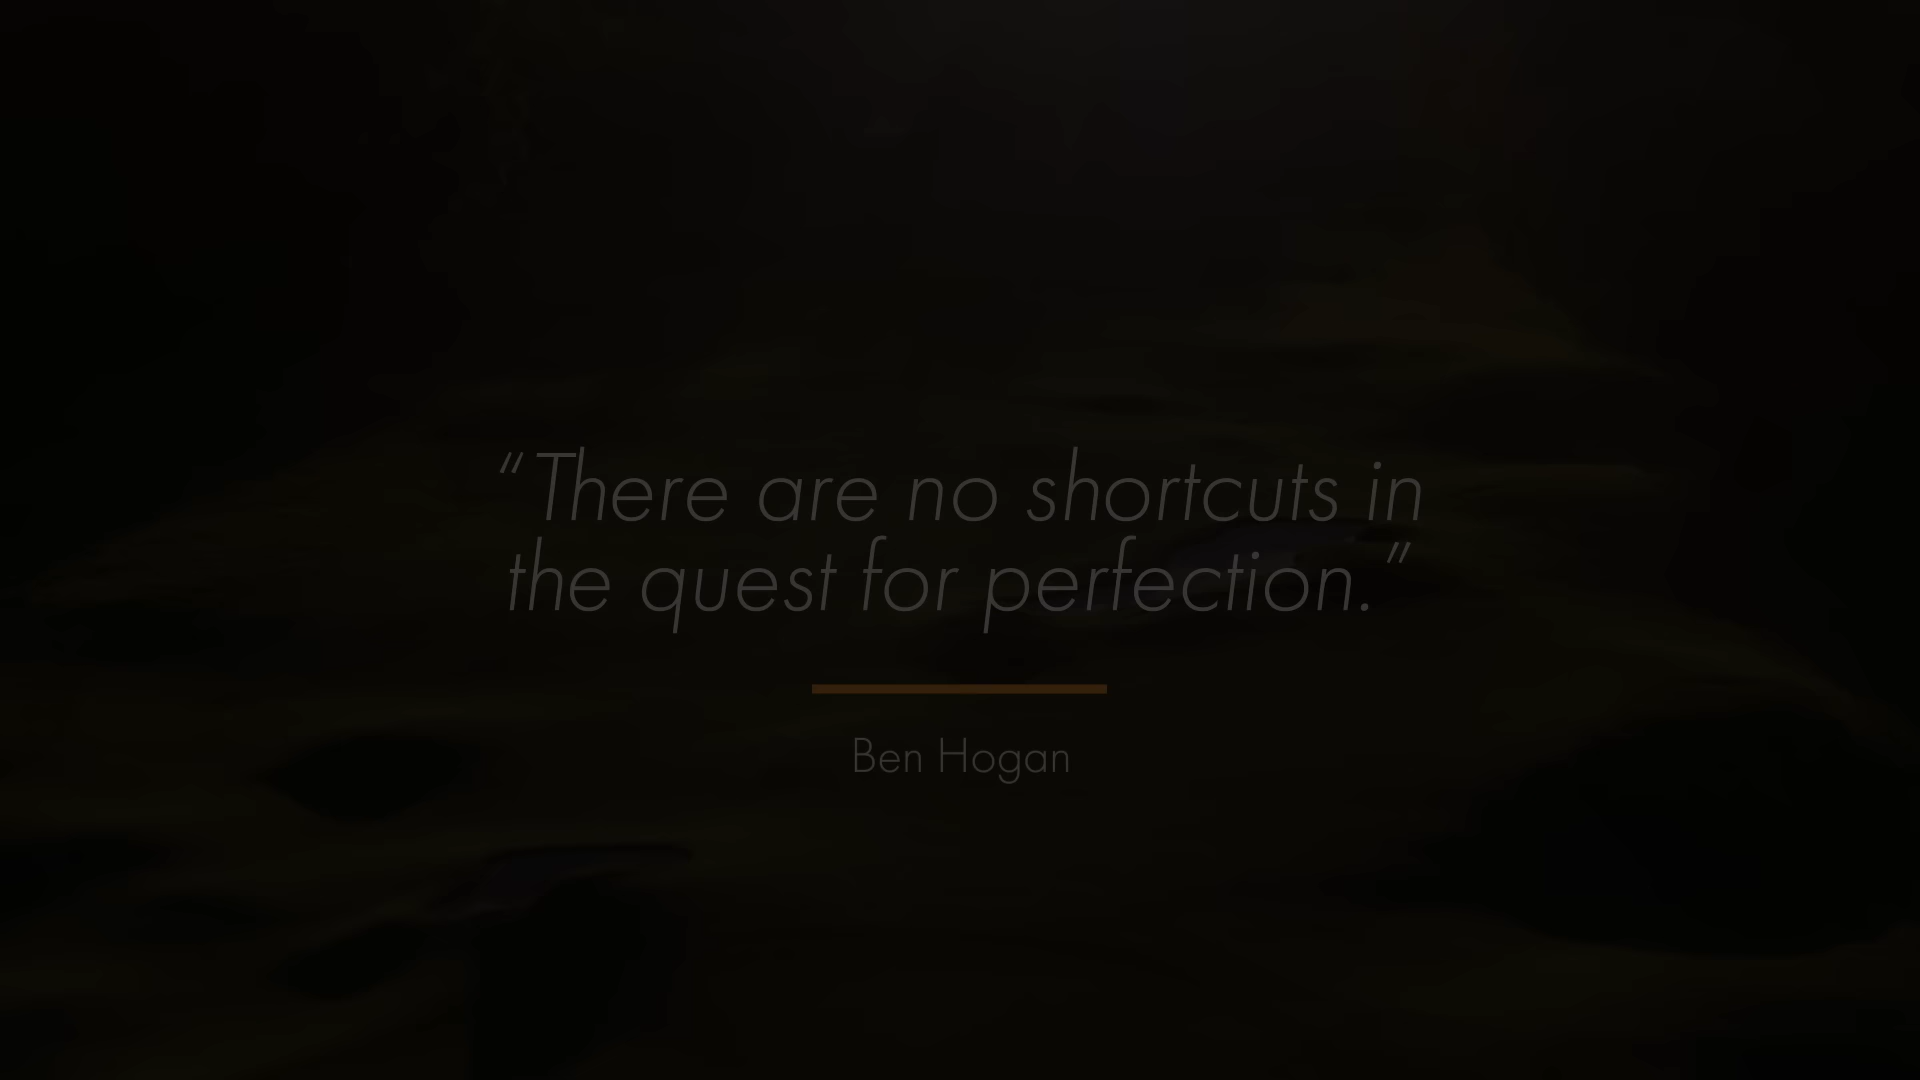 “There are no shortcuts in
the quest for perfection.”
Ben Hogan